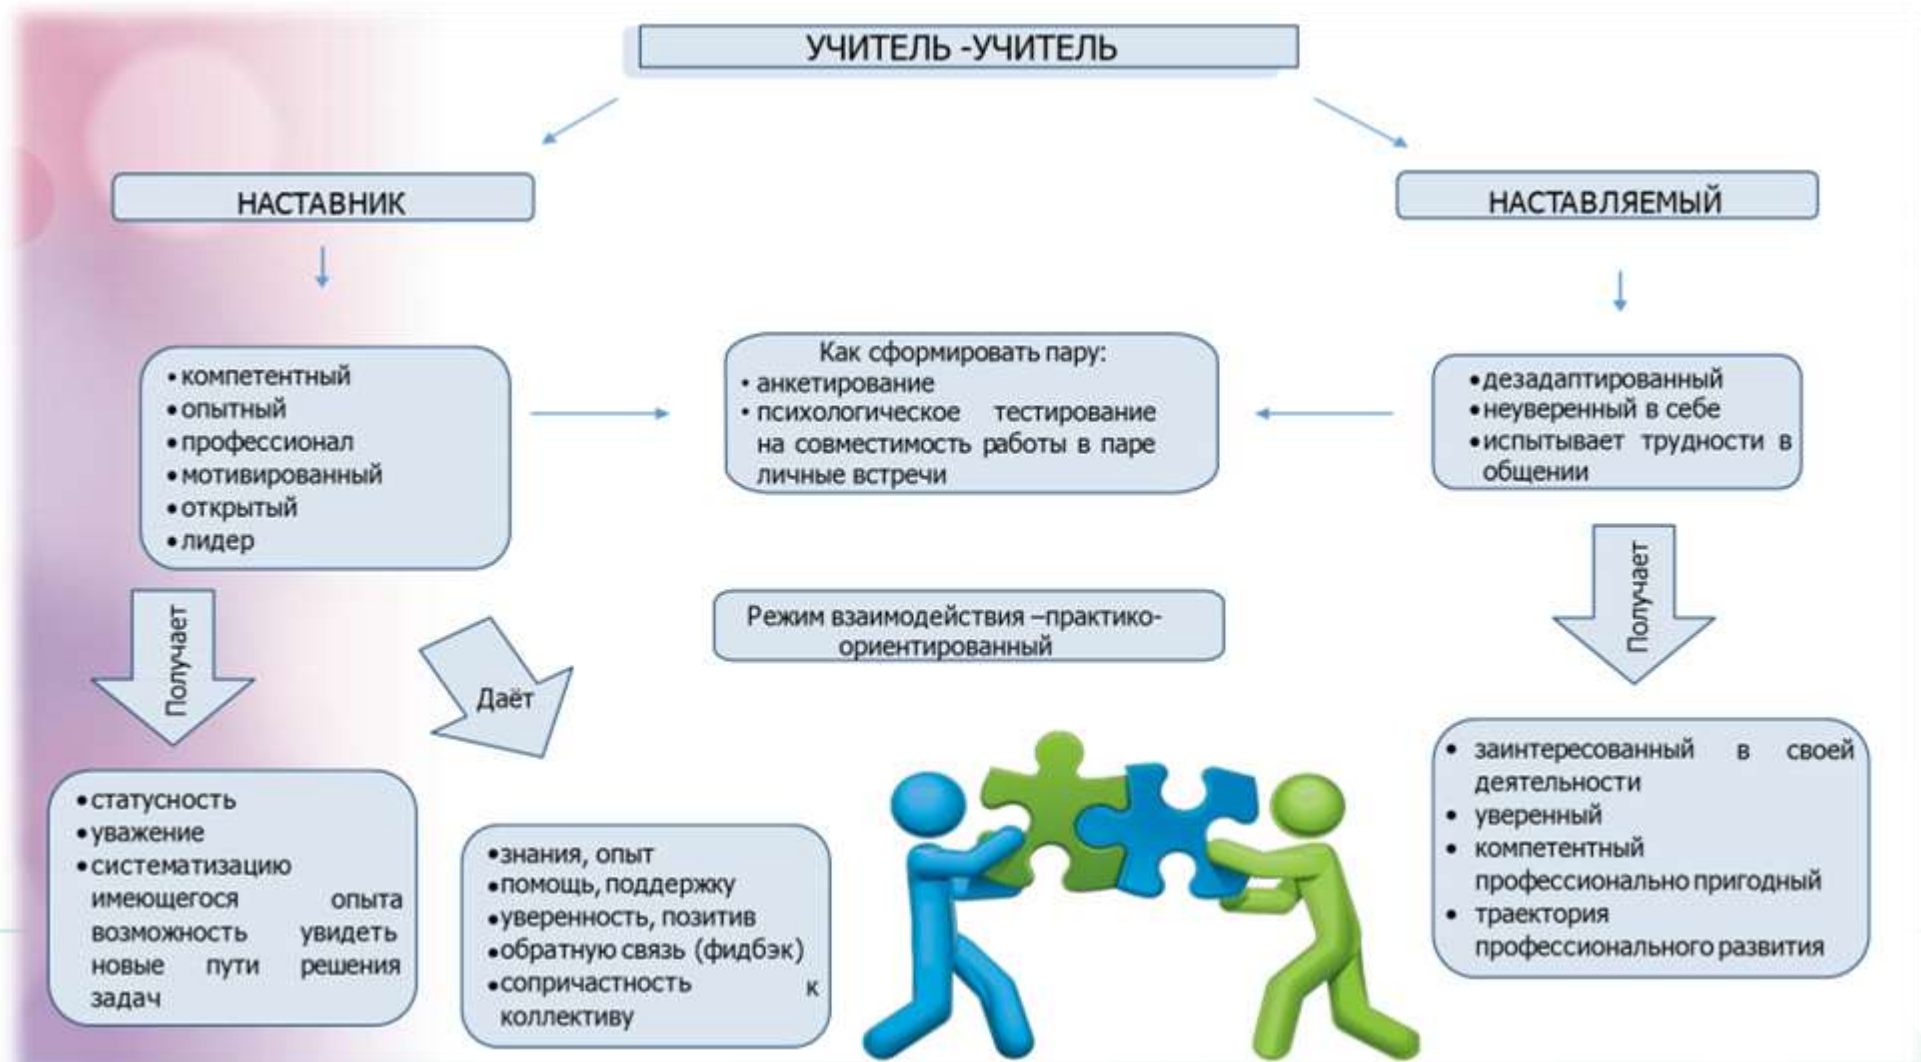 УЧИТЕЛЬ -УЧИТЕЛЬ
НАСТАВНИК
НАСТАВЛЯЕМЫЙ
• компетентный
• опытный
• профессионал
• мотивированный
• открытый
• лидер
Как сформировать пару:
• анкетирование
• психологическое тестирование
на совместимость работы в паре
личные встречи
• дезадаптированный
• неуверенный в себе
• испытывает трудности в
общении
Получает
Даёт
Режим взаимодействия –практико-
ориентированный
Получает
• статусность
• уважение
• систематизацию
имеющегося опыта
возможность увидеть
новые пути решения
задач
• знания, опыт
• помощь, поддержку
• уверенность, позитив
• обратную связь (фидбэк)
• сопричастность к
коллективу
• заинтересованный в своей
деятельности
• уверенный
• компетентный
профессионально пригодный
• траектория
профессионального развития